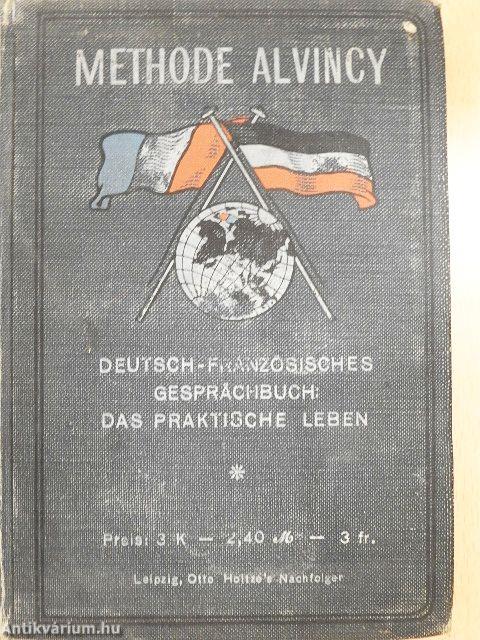 METHODE ALVINCY
DEUTSCH-FRANZÖSISCHES
GESPRÄCHBUCH:
DAS PRAKTISCHE LEBEN
*
Preis: 3 K — 2,40 M — 3 fr.
Leipzig, Otto Holtze's Nachfolger
Antikvárium.hu